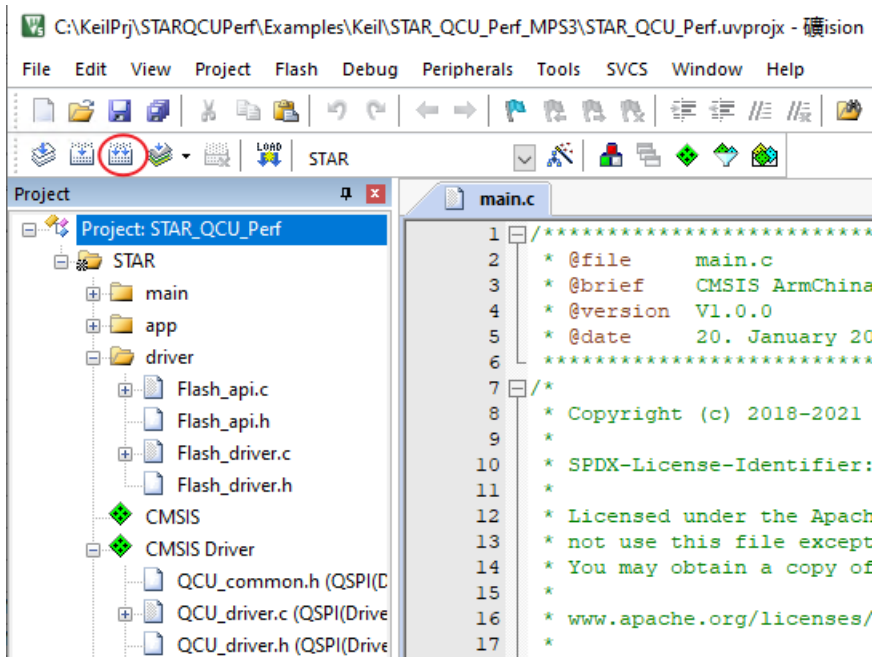 C:\KeilPrj\STARQCUPerf\Examples\Keil\STAR_QCU_Perf_MPS3\STAR_QCU_Perf.uvprojx - 礦ision
File Edit View Project Flash Debug Peripherals Tools SVCS Window Help
LOAD STAR
Project
main.c
Project: STAR_QCU_Perf
STAR
main
app
driver
Flash_api.c
Flash_api.h
Flash_driver.c
Flash_driver.h
CMSIS
CMSIS Driver
QCU_common.h (QSPI(D
QCU_driver.c (QSPI(Drive
QCU_driver.h (QSPI(Drive
1 /***************************
2 * @file main.c
3 * @brief CMSIS ArmChina
4 * @version V1.0.0
5 * @date 20. January 20
6 ***************************
7 /*
8 * Copyright (c) 2018-2021
9 *
10 * SPDX-License-Identifier:
11 *
12 * Licensed under the Apach
13 * not use this file except
14 * You may obtain a copy of
15 *
16 * www.apache.org/licenses/
17 *